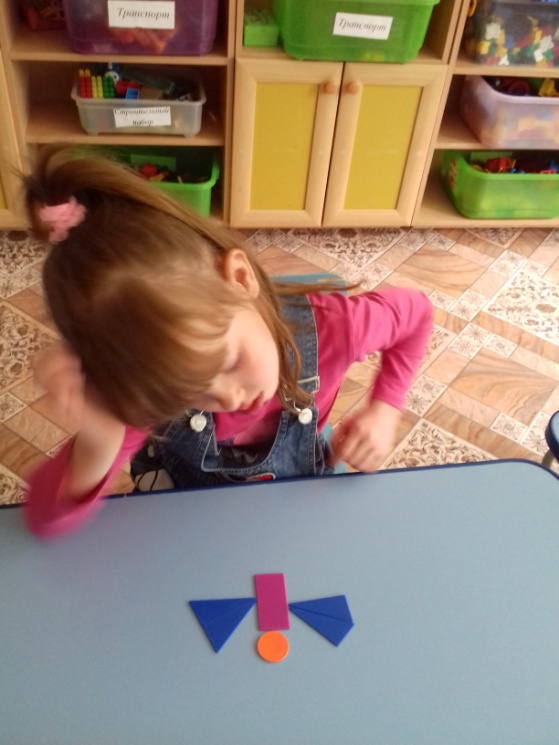 Транспорт
Транспорт
Строительный
набор